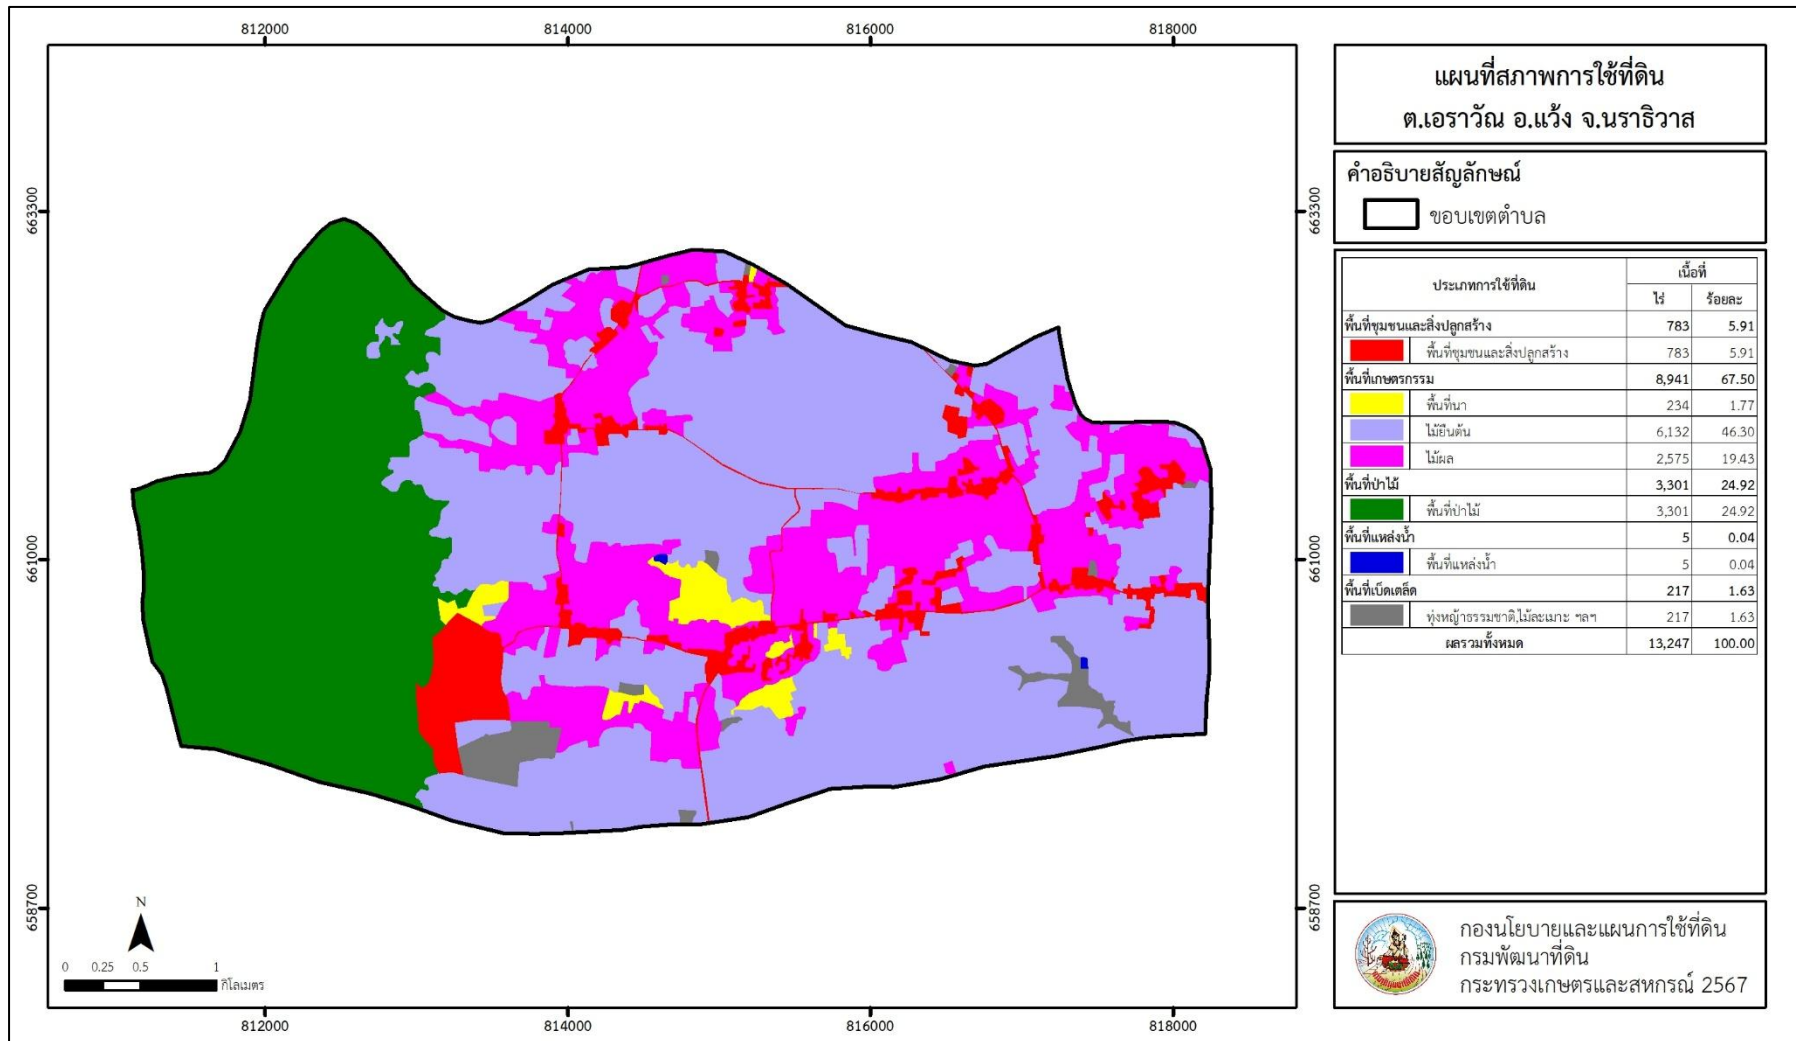 812000 814000 816000 818000
663300 663300
661000 661000
658700 658700
812000 814000 816000 818000
N
0 0.25 0.5 1
กิโลเมตร
แผนที่สภาพการใช้ที่ดิน
ต.เอราวัณ อ.แว้ง จ.นราธิวาส
คำอธิบายสัญลักษณ์
ขอบเขตตำบล
ประเภทการใช้ที่ดิน เนื้อที่
ไร่ ร้อยละ
พื้นที่ชุมชนและสิ่งปลูกสร้าง 783 5.91
พื้นที่ชุมชนและสิ่งปลูกสร้าง 783 5.91
พื้นที่เกษตรกรรม 8,941 67.50
พื้นที่นา 234 1.77
ไม้ยืนต้น 6,132 46.30
ไม้ผล 2,575 19.43
พื้นที่ป่าไม้ 3,301 24.92
พื้นที่ป่าไม้ 3,301 24.92
พื้นที่แหล่งน้ำ 5 0.04
พื้นที่แหล่งน้ำ 5 0.04
พื้นที่เบ็ดเตล็ด 217 1.63
ทุ่งหญ้าธรรมชาติ,ไม้ละเมาะ ฯลฯ 217 1.63
ผลรวมทั้งหมด 13,247 100.00
กองนโยบายและแผนการใช้ที่ดิน
กรมพัฒนาที่ดิน
กระทรวงเกษตรและสหกรณ์ 2567